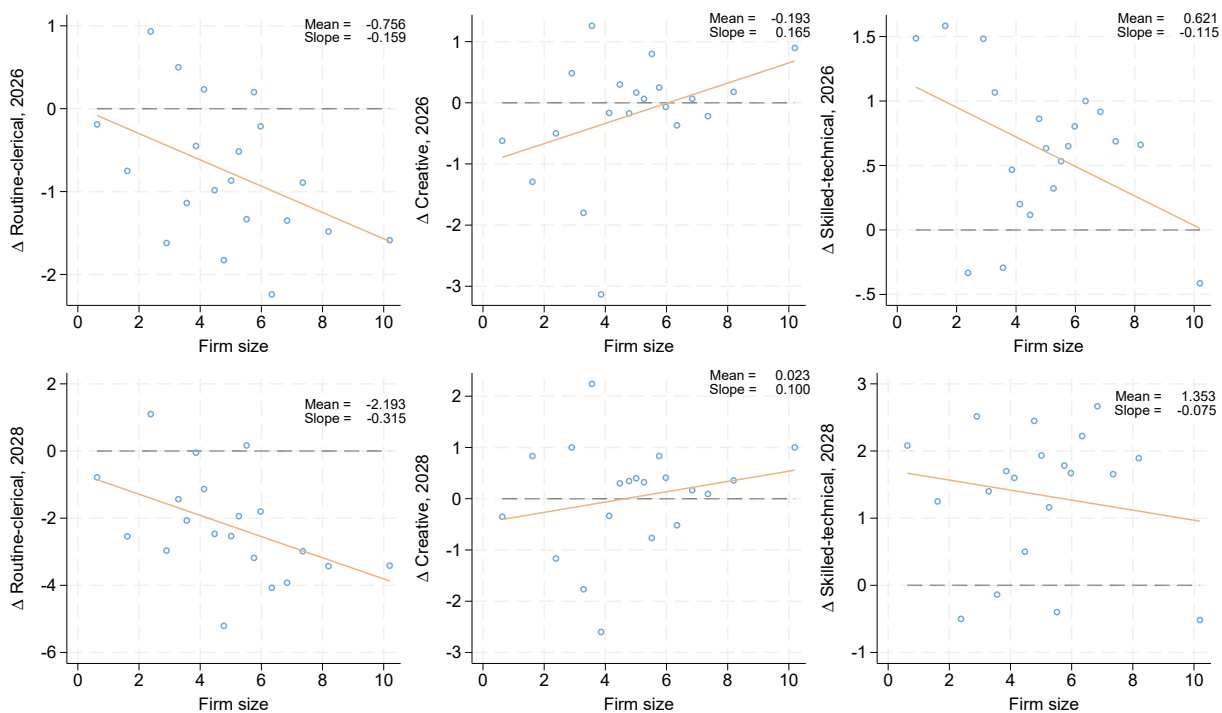 Mean = -0.756
Slope = -0.159
1
0
-1
-2
Δ Routine-clerical, 2026
0 2 4 6 8 10
Firm size
Mean = -0.193
Slope = 0.165
1
0
-1
-2
-3
Δ Creative, 2026
0 2 4 6 8 10
Firm size
Mean = 0.621
Slope = -0.115
1.5
1
.5
0
-.5
Δ Skilled-technical, 2026
0 2 4 6 8 10
Firm size
Mean = -2.193
Slope = -0.315
2
0
-2
-4
-6
Δ Routine-clerical, 2028
0 2 4 6 8 10
Firm size
Mean = 0.023
Slope = 0.100
2
1
0
-1
-2
-3
Δ Creative, 2028
0 2 4 6 8 10
Firm size
Mean = 1.353
Slope = -0.075
3
2
1
0
-1
Δ Skilled-technical, 2028
0 2 4 6 8 10
Firm size